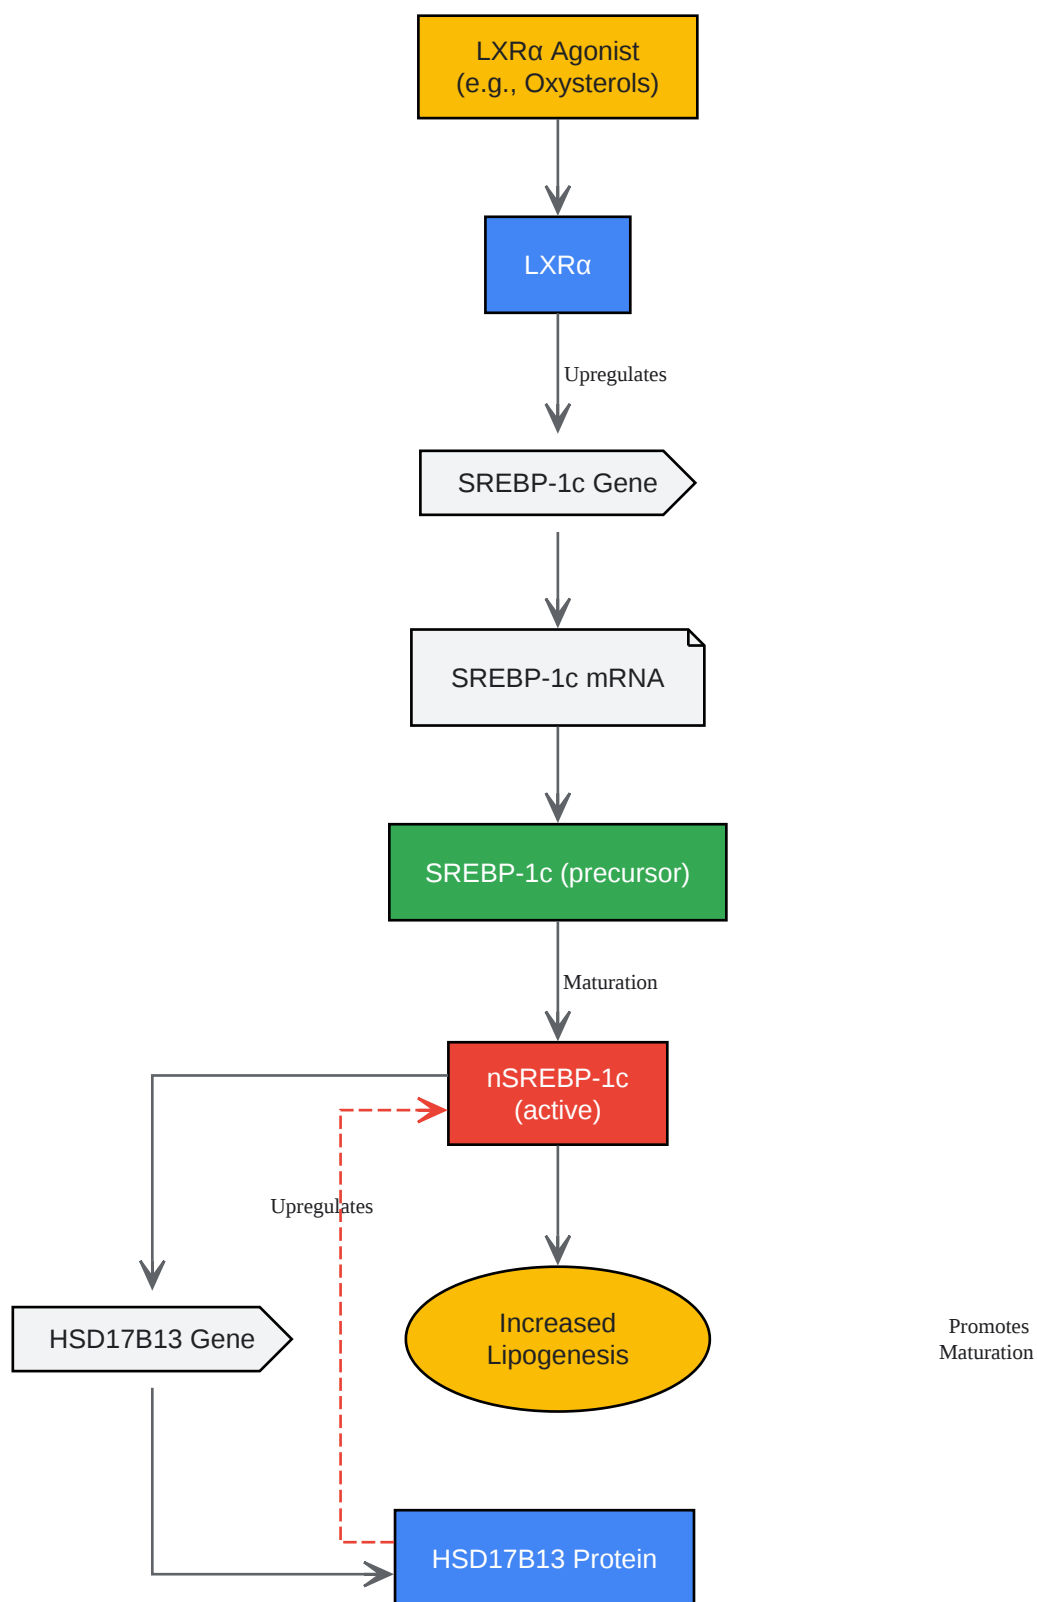 LXRα Agonist
(e.g., Oxysterols)
LXRα
Upregulates
SREBP-1c Gene
SREBP-1c mRNA
SREBP-1c (precursor)
Maturation
nSREBP-1c
(active)
Upregulates
HSD17B13 Gene
Increased
Lipogenesis
Promotes
Maturation
HSD17B13 Protein